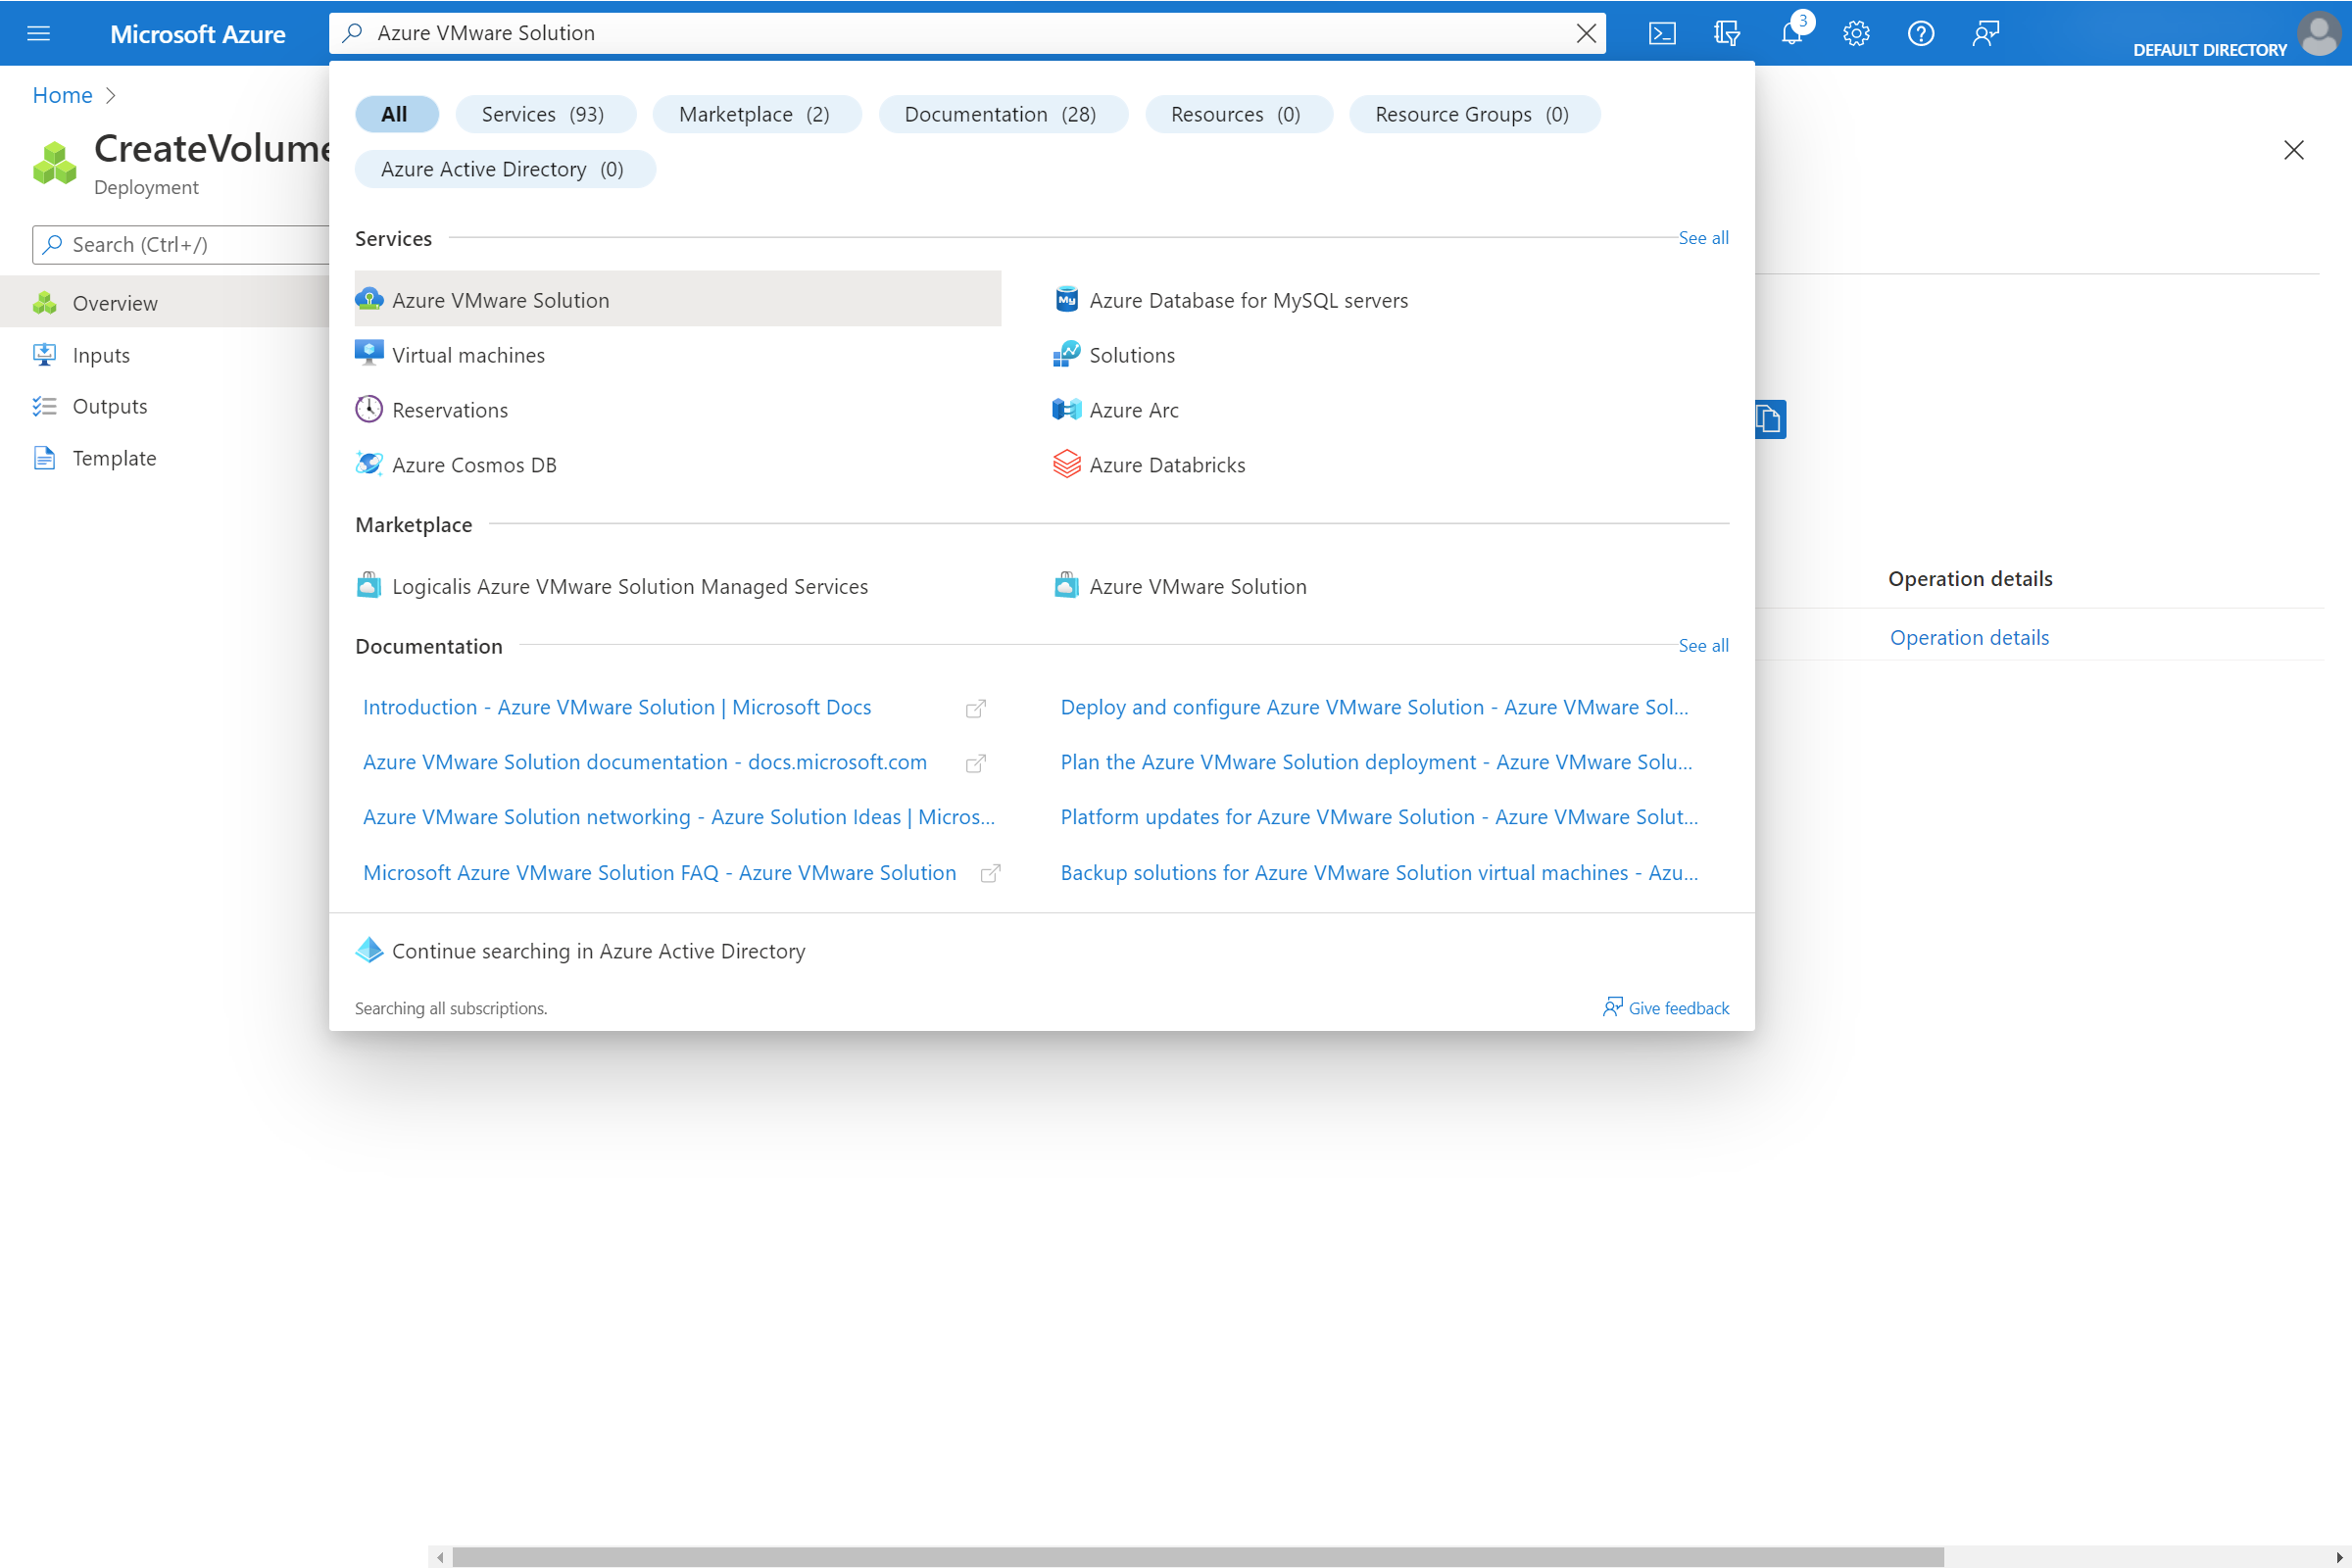 Microsoft Azure
Azure VMware Solution
3
DEFAULT DIRECTORY
Home
CreateVolume
Deployment
Search (Ctrl+/)
Overview
Inputs
Outputs
Template
All
Services (93)
Marketplace (2)
Documentation (28)
Resources (0)
Resource Groups (0)
Azure Active Directory (0)
Services
See all
Azure VMware Solution
Azure Database for MySQL servers
Virtual machines
Solutions
Reservations
Azure Arc
Azure Cosmos DB
Azure Databricks
Marketplace
Logicalis Azure VMware Solution Managed Services
Azure VMware Solution
Documentation
See all
Introduction - Azure VMware Solution | Microsoft Docs
Deploy and configure Azure VMware Solution - Azure VMware Sol...
Azure VMware Solution documentation - docs.microsoft.com
Plan the Azure VMware Solution deployment - Azure VMware Solu...
Azure VMware Solution networking - Azure Solution Ideas | Micros...
Platform updates for Azure VMware Solution - Azure VMware Solut...
Microsoft Azure VMware Solution FAQ - Azure VMware Solution
Backup solutions for Azure VMware Solution virtual machines - Azu...
Continue searching in Azure Active Directory
Searching all subscriptions.
Give feedback
Operation details
Operation details